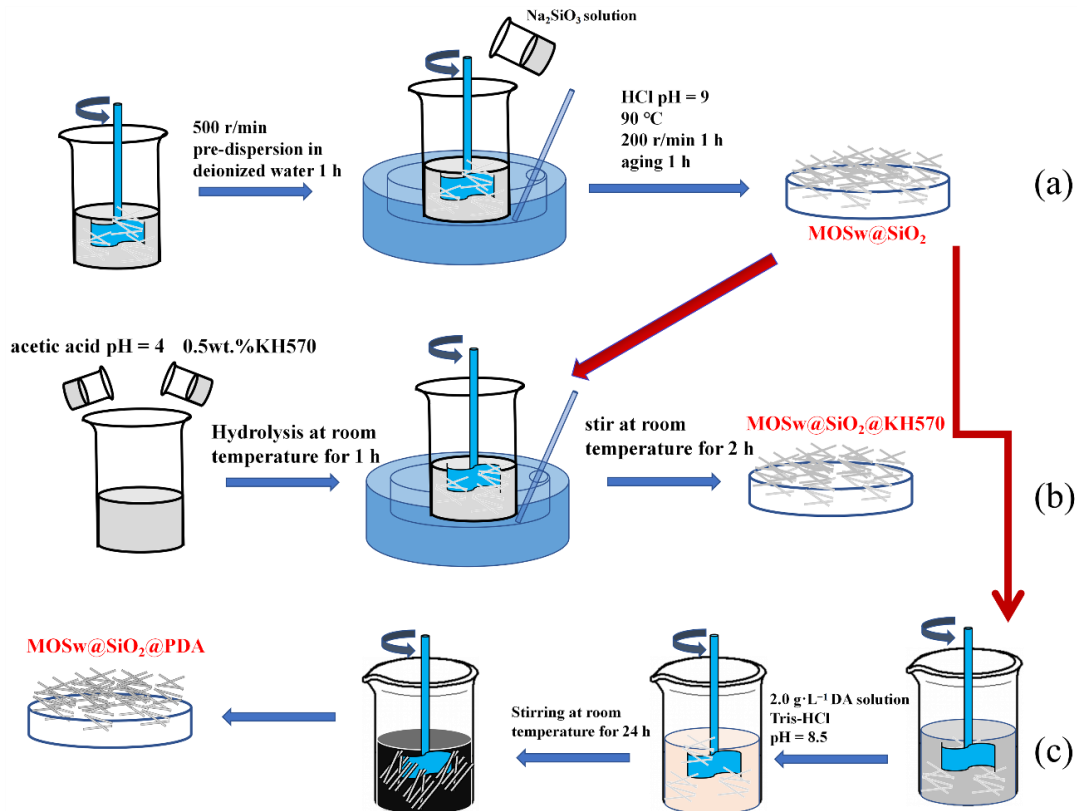 Na₂SiO₃ solution
500 r/min
pre-dispersion in
deionized water 1 h
HCl pH = 9
90 °C
200 r/min 1 h
aging 1 h
(a)
MOSw@SiO₂
acetic acid pH = 4
0.5wt.%KH570
Hydrolysis at room
temperature for 1 h
stir at room
temperature for 2 h
MOSw@SiO₂@KH570
(b)
MOSw@SiO₂@PDA
Stirring at room
temperature for 24 h
2.0 g·L⁻¹ DA solution
Tris-HCl
pH = 8.5
(c)